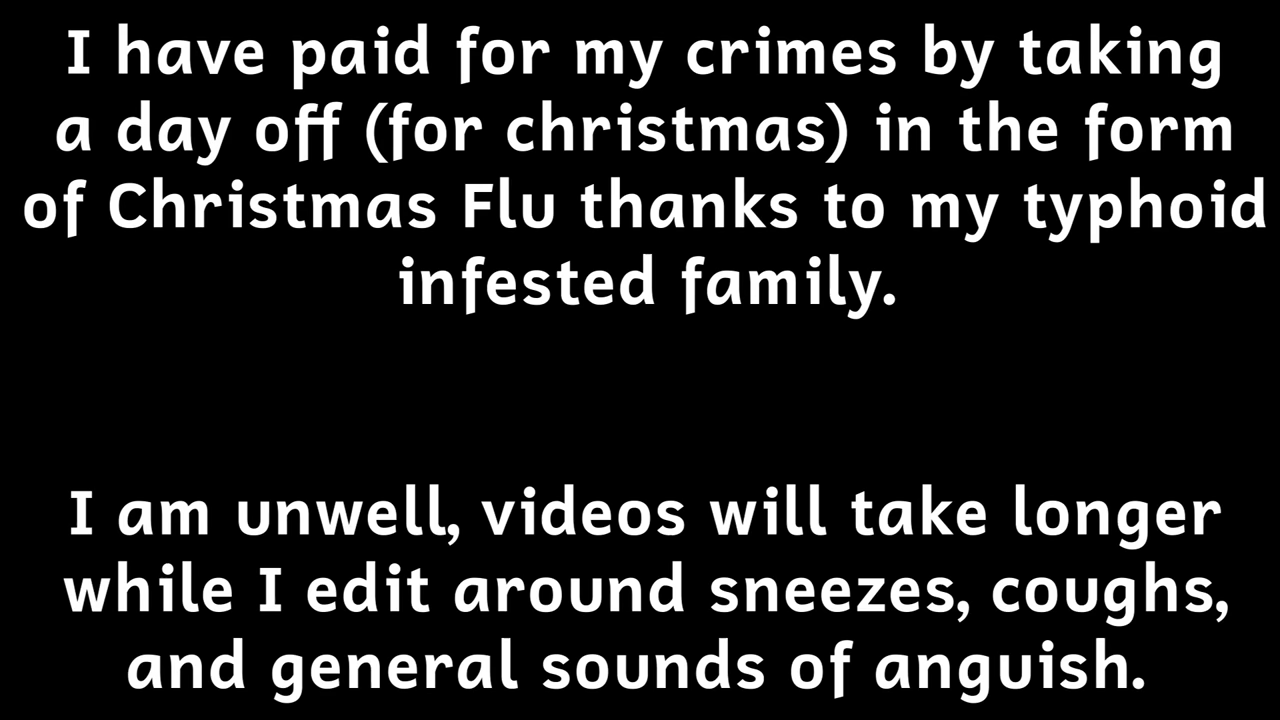 I have paid for my crimes by taking
a day off (for christmas) in the form
of Christmas Flu thanks to my typhoid
infested family.
I am unwell, videos will take longer
while I edit around sneezes, coughs,
and general sounds of anguish.